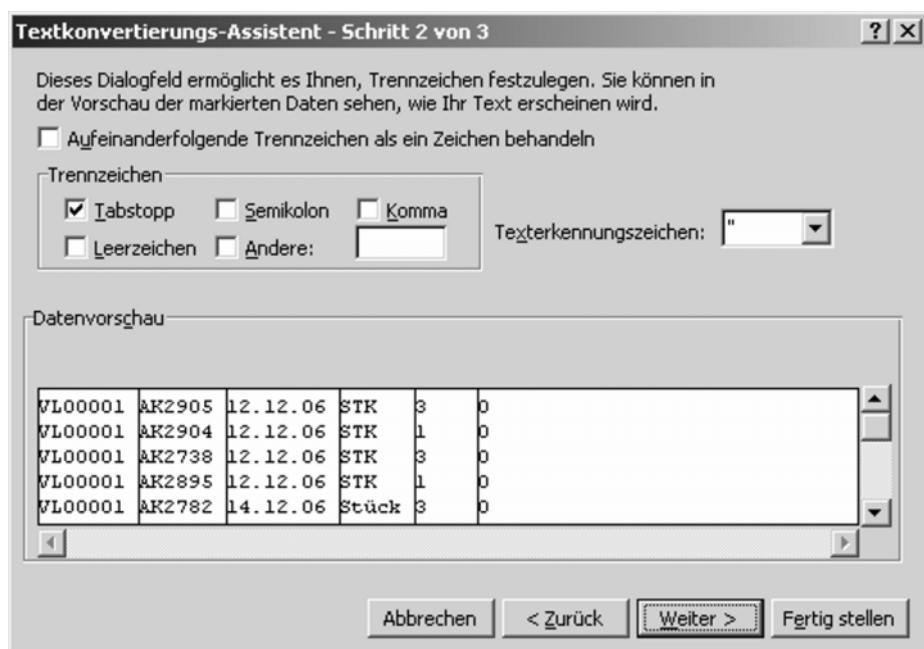 Textkonvertierungs-Assistent - Schritt 2 von 3
Dieses Dialogfeld ermöglicht es Ihnen, Trennzeichen festzulegen. Sie können in
der Vorschau der markierten Daten sehen, wie Ihr Text erscheinen wird.
Aufeinanderfolgende Trennzeichen als ein Zeichen behandeln
Trennzeichen
Tabstopp Semikolon Komma
Leerzeichen Andere:
Texterkennungszeichen: "
Datenvorschau
VL00001 AK2905 12.12.06 STK 3 0
VL00001 AK2904 12.12.06 STK 1 0
VL00001 AK2738 12.12.06 STK 3 0
VL00001 AK2895 12.12.06 STK 1 0
VL00001 AK2782 14.12.06 Stück 3 0
Abbrechen < Zurück Weiter > Fertig stellen